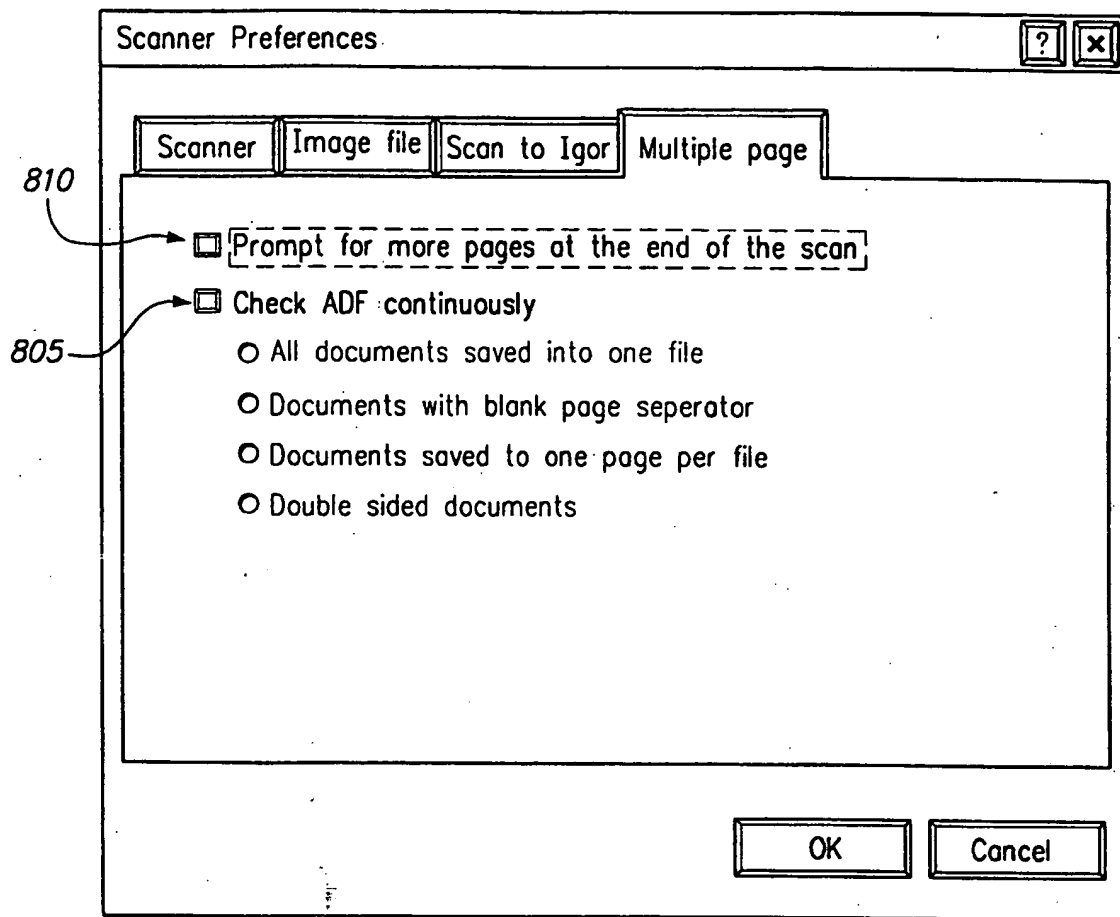 Scanner Preferences ? ×
Scanner Image file Scan to Igor Multiple page
810
Prompt for more pages at the end of the scan
Check ADF continuously
805
All documents saved into one file
Documents with blank page seperator
Documents saved to one page per file
Double sided documents
OK Cancel